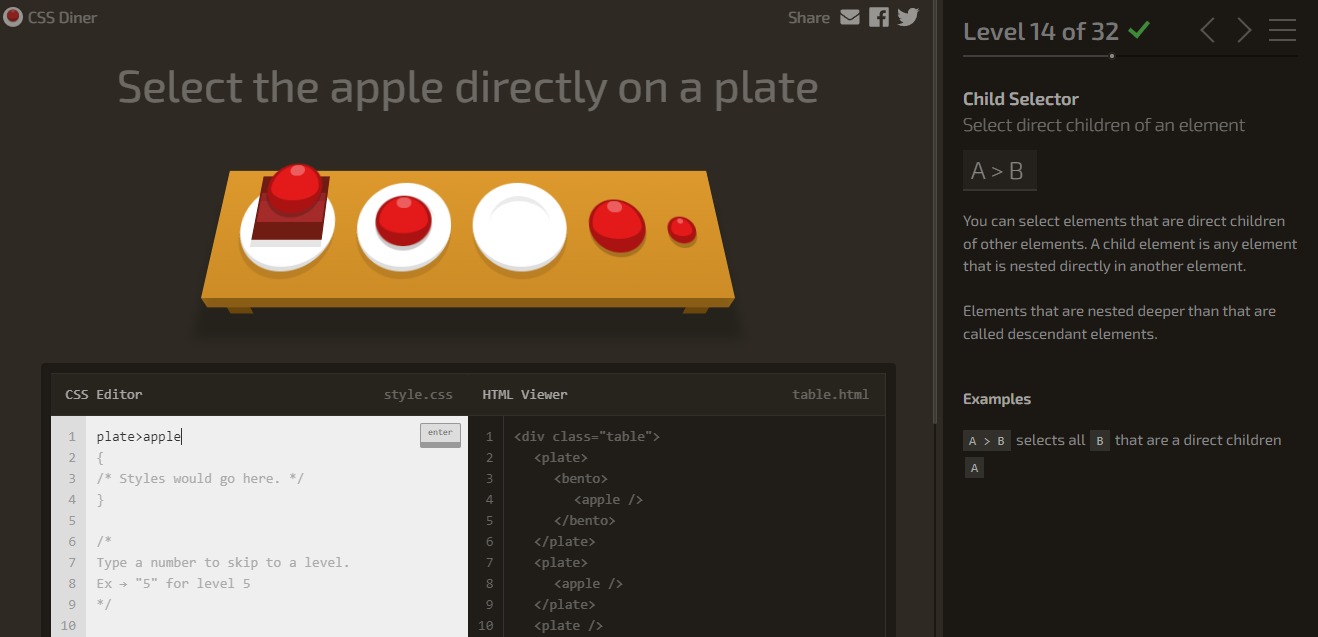 CSS Diner
Share
Select the apple directly on a plate
CSS Editor
style.css
1 plate>apple
enter
2 {
3 /* Styles would go here. */
4 }
5
6 /*
7 Type a number to skip to a level.
8 Ex → "5" for level 5
9 */
10
HTML Viewer
table.html
1 <div class="table">
2 <plate>
3 <bento>
4 <apple />
5 </bento>
6 </plate>
7 <plate>
8 <apple />
9 </plate>
10 <plate />
Level 14 of 32
Child Selector
Select direct children of an element
A > B
You can select elements that are direct children
of other elements. A child element is any element
that is nested directly in another element.
Elements that are nested deeper than that are
called descendant elements.
Examples
A > B selects all B that are a direct children
A